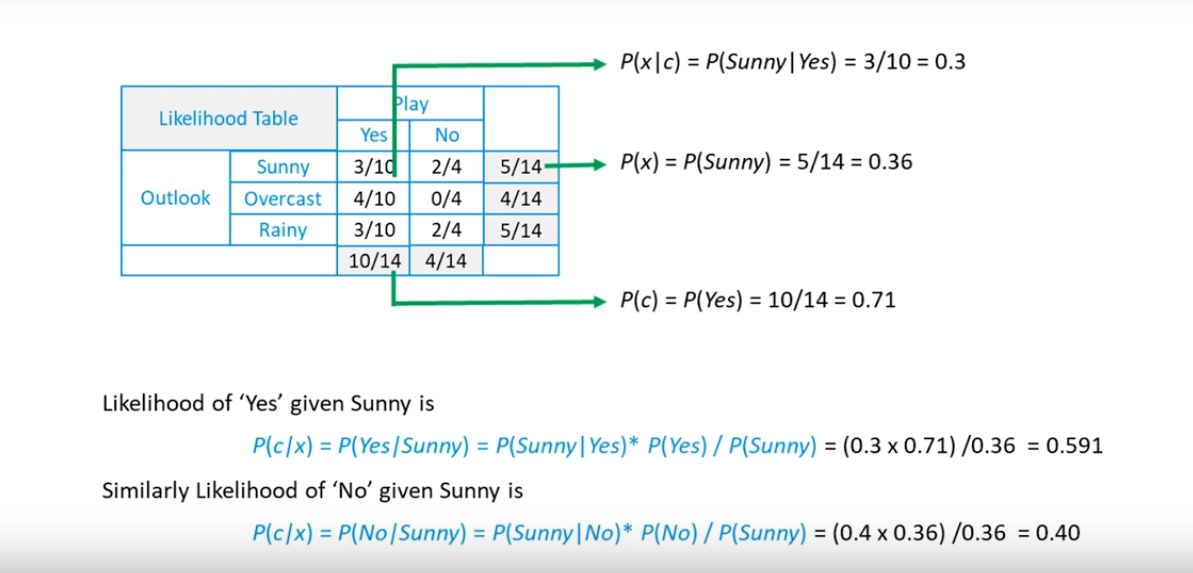 P(x|c) = P(Sunny|Yes) = 3/10 = 0.3
Likelihood Table Play
Yes No
Sunny 3/10 2/4 5/14 P(x) = P(Sunny) = 5/14 = 0.36
Outlook Overcast 4/10 0/4 4/14
Rainy 3/10 2/4 5/14
10/14 4/14
P(c) = P(Yes) = 10/14 = 0.71
Likelihood of ‘Yes’ given Sunny is
P(c/x) = P(Yes/Sunny) = P(Sunny|Yes)* P(Yes) / P(Sunny) = (0.3 x 0.71) /0.36 = 0.591
Similarly Likelihood of ‘No’ given Sunny is
P(c/x) = P(No/Sunny) = P(Sunny|No)* P(No) / P(Sunny) = (0.4 x 0.36) /0.36 = 0.40